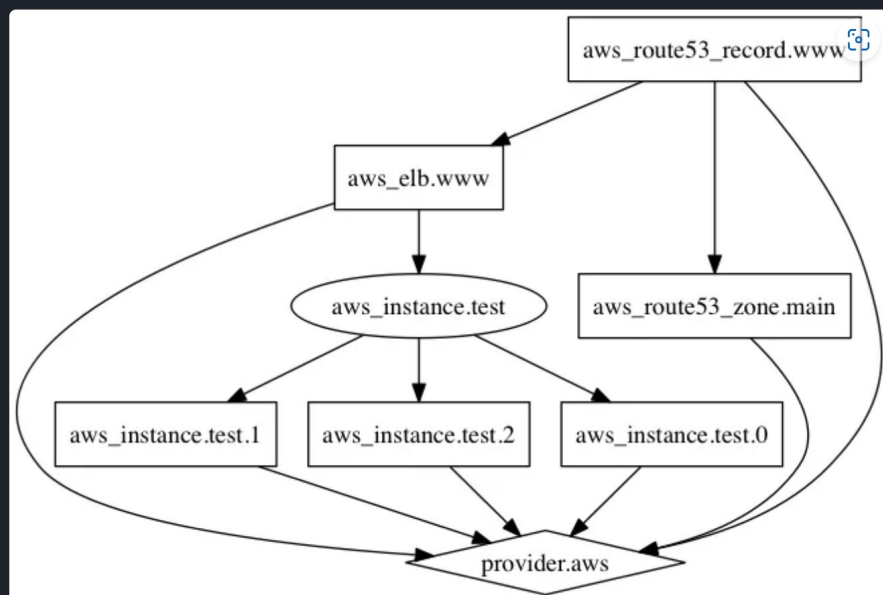 aws_route53_record.www
aws_elb.www
aws_instance.test
aws_route53_zone.main
aws_instance.test.1
aws_instance.test.2
aws_instance.test.0
provider.aws